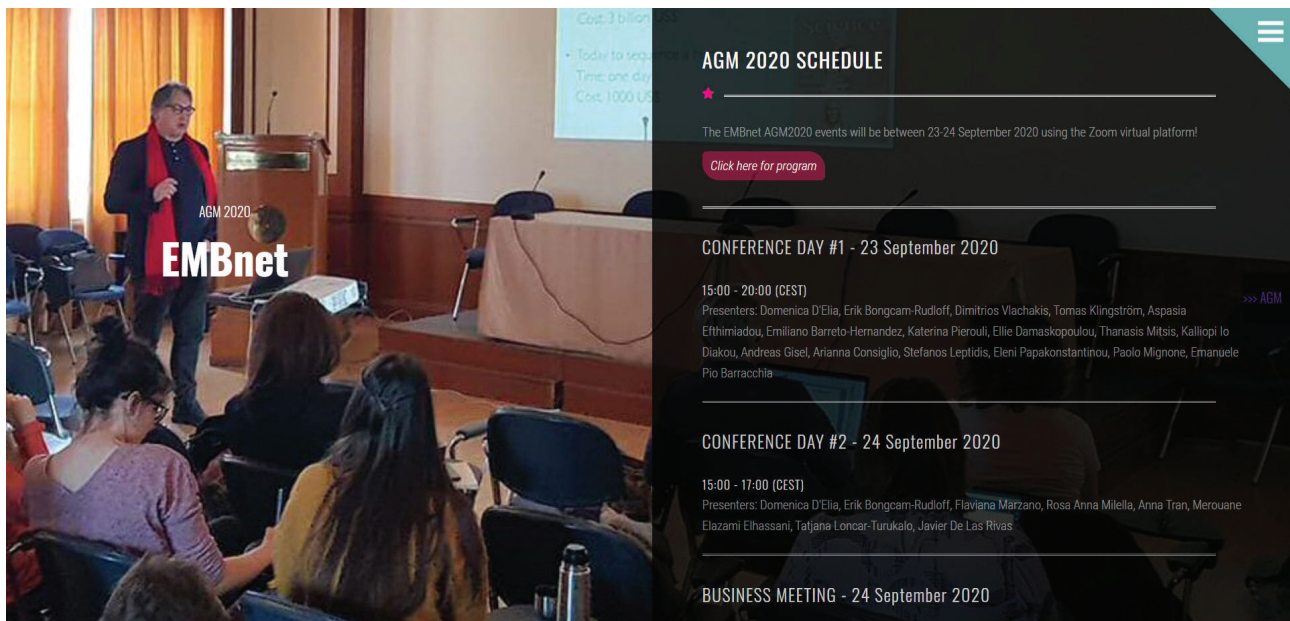 Cost: 3 billion US$
Science
• Today to sequence a
Time: one day
Cost: 1000 US$
AGM 2020
EMBnet
AGM 2020 SCHEDULE
The EMBnet AGM2020 events will be between 23-24 September 2020 using the Zoom virtual platform!
Click here for program
CONFERENCE DAY #1 - 23 September 2020
15:00 - 20:00 (CEST)
Presenters: Domenica D'Elia, Erik Bongcam-Rudloff, Dimitrios Vlachakis, Tomas Klingström, Aspasia
Efthimiadou, Emiliano Barreto-Hernandez, Katerina Pierouli, Ellie Damaskopoulou, Thanasis Mitsis, Kalliopi Io
Diakou, Andreas Gisel, Arianna Consiglio, Stefanos Leptidis, Eleni Papakonstantinou, Paolo Mignone, Emanuele
Pio Barracchia
>>> AGM
CONFERENCE DAY #2 - 24 September 2020
15:00 - 17:00 (CEST)
Presenters: Domenica D'Elia, Erik Bongcam-Rudloff, Flaviana Marzano, Rosa Anna Milella, Anna Tran, Merouane
Elazami Elhassani, Tatjana Loncar-Turukalo, Javier De Las Rivas
BUSINESS MEETING - 24 September 2020